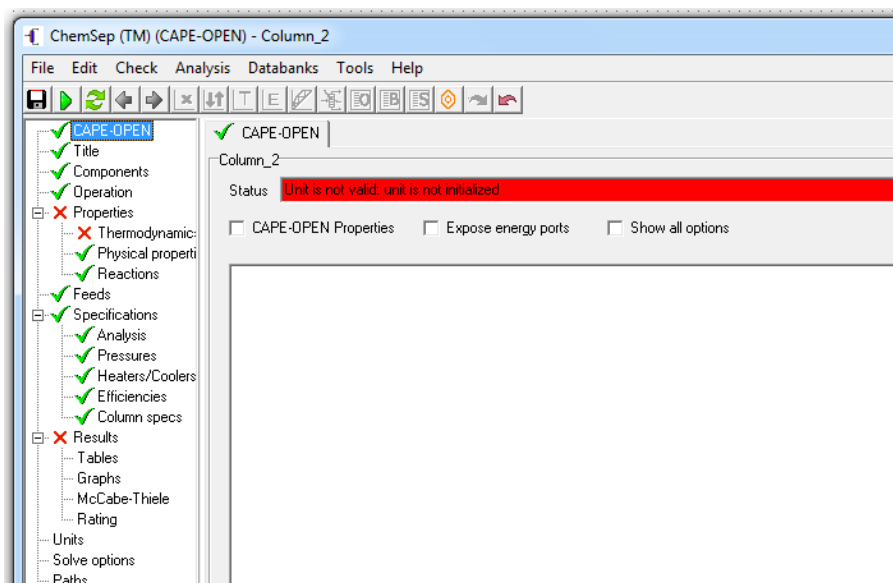 ChemSep (TM) (CAPE-OPEN) - Column_2
File Edit Check Analysis Databanks Tools Help
CAPE-OPEN
Title
Components
Operation
Properties
Thermodynamic
Physical properti
Reactions
Feeds
Specifications
Analysis
Pressures
Heaters/Coolers
Efficiencies
Column specs
Results
Tables
Graphs
McCabe-Thiele
Rating
Units
Solve options
Paths
CAPE-OPEN
Column_2
Status Unit is not valid: unit is not initialized
CAPE-OPEN Properties Expose energy ports Show all options